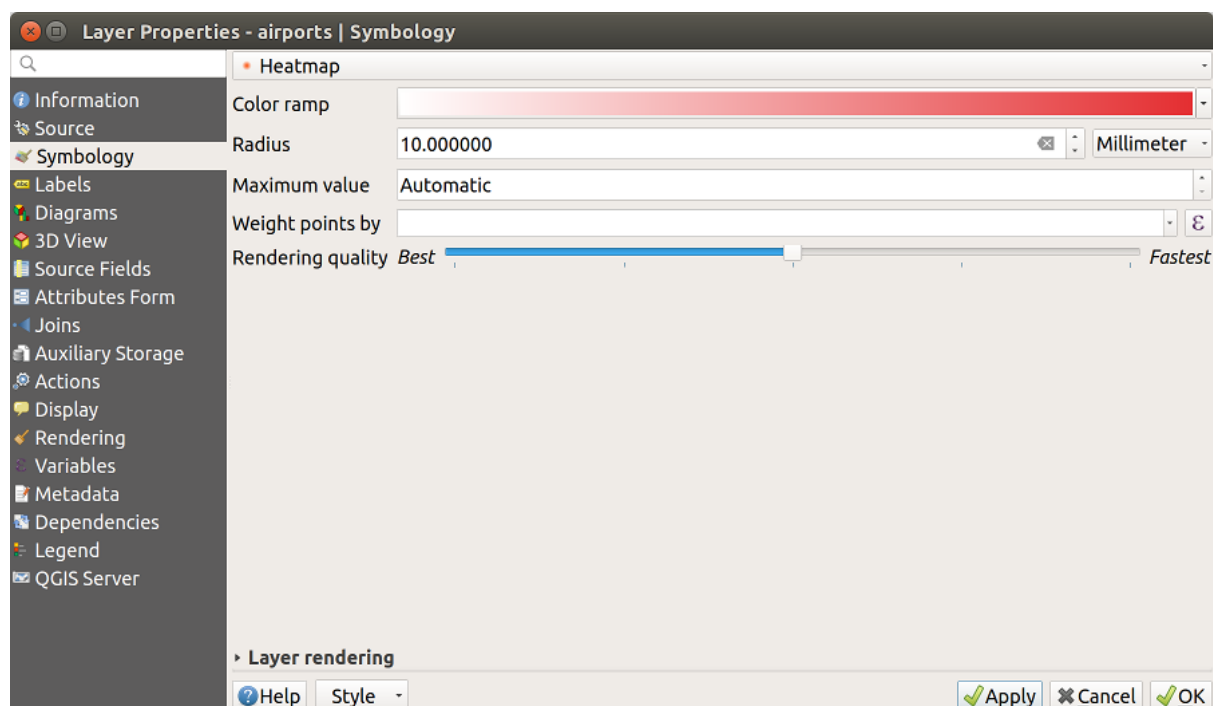 Layer Properties - airports | Symbology
Heatmap
Information
Source
Symbology
Labels
Diagrams
3D View
Source Fields
Attributes Form
Joins
Auxiliary Storage
Actions
Display
Rendering
Variables
Metadata
Dependencies
Legend
QGIS Server
Color ramp
Radius 10.000000 Millimeter
Maximum value Automatic
Weight points by ε
Rendering quality Best Fastest
Layer rendering
Help Style Apply Cancel OK